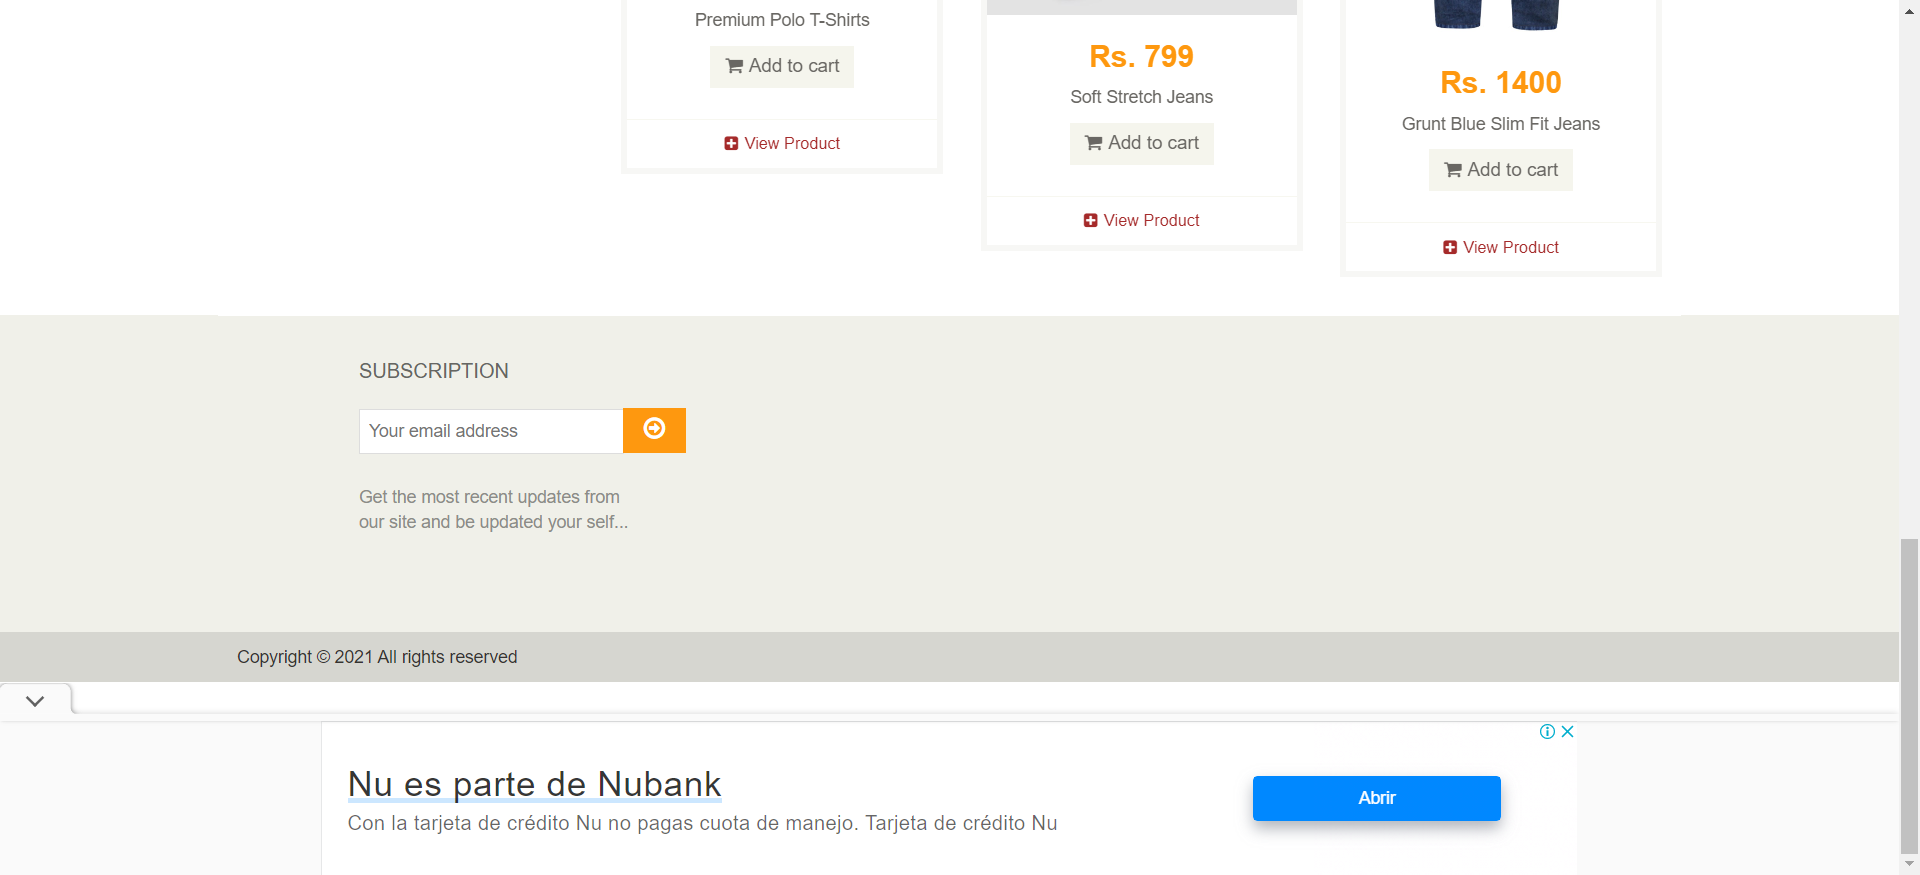 Premium Polo T-Shirts
Add to cart
View Product
Rs. 799
Soft Stretch Jeans
Add to cart
View Product
Rs. 1400
Grunt Blue Slim Fit Jeans
Add to cart
View Product
SUBSCRIPTION
Your email address
Get the most recent updates from
our site and be updated your self...
Copyright © 2021 All rights reserved
Nu es parte de Nubank
Con la tarjeta de crédito Nu no pagas cuota de manejo. Tarjeta de crédito Nu
Abrir